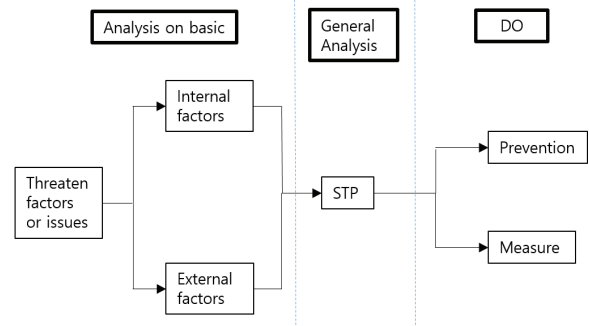 Analysis on basic
General
Analysis
DO
Internal
factors
Threaten
factors
or issues
External
factors
STP
Prevention
Measure